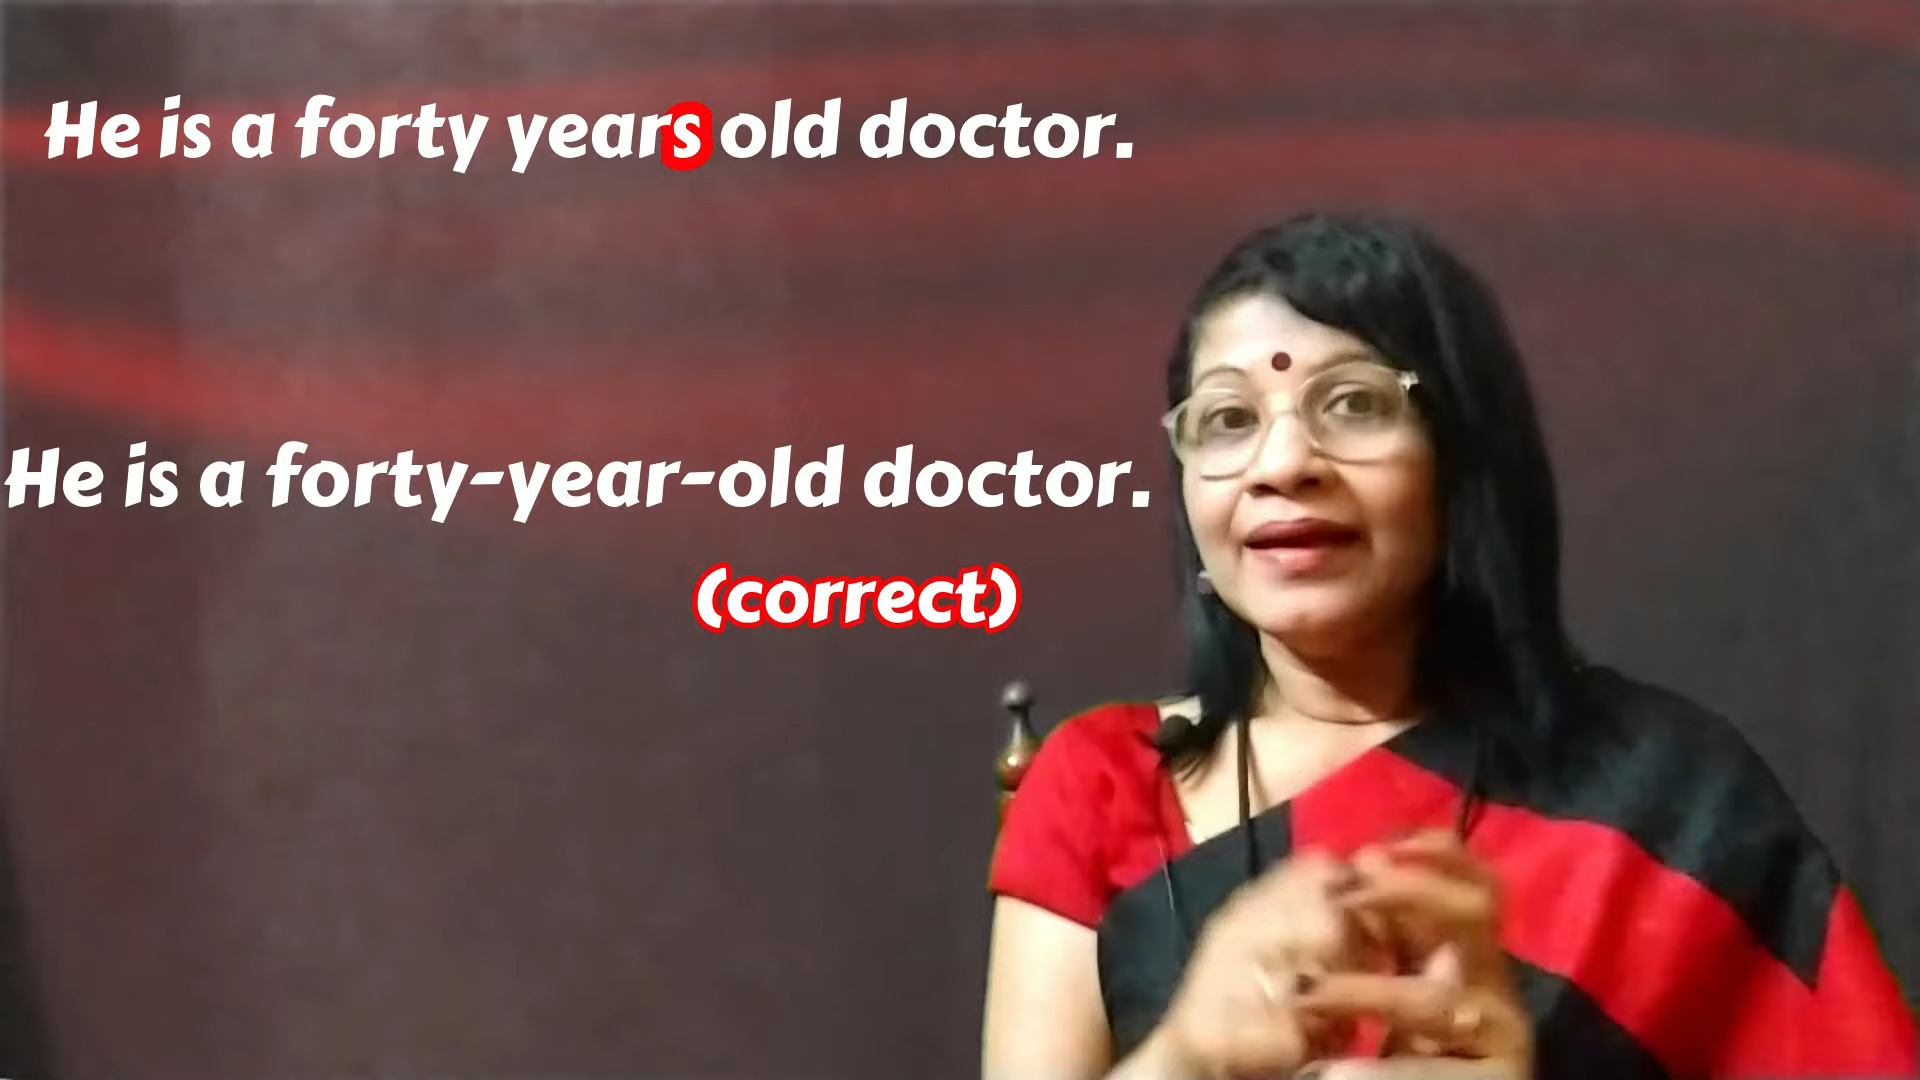 He is a forty years old doctor.
He is a forty-year-old doctor.
(correct)